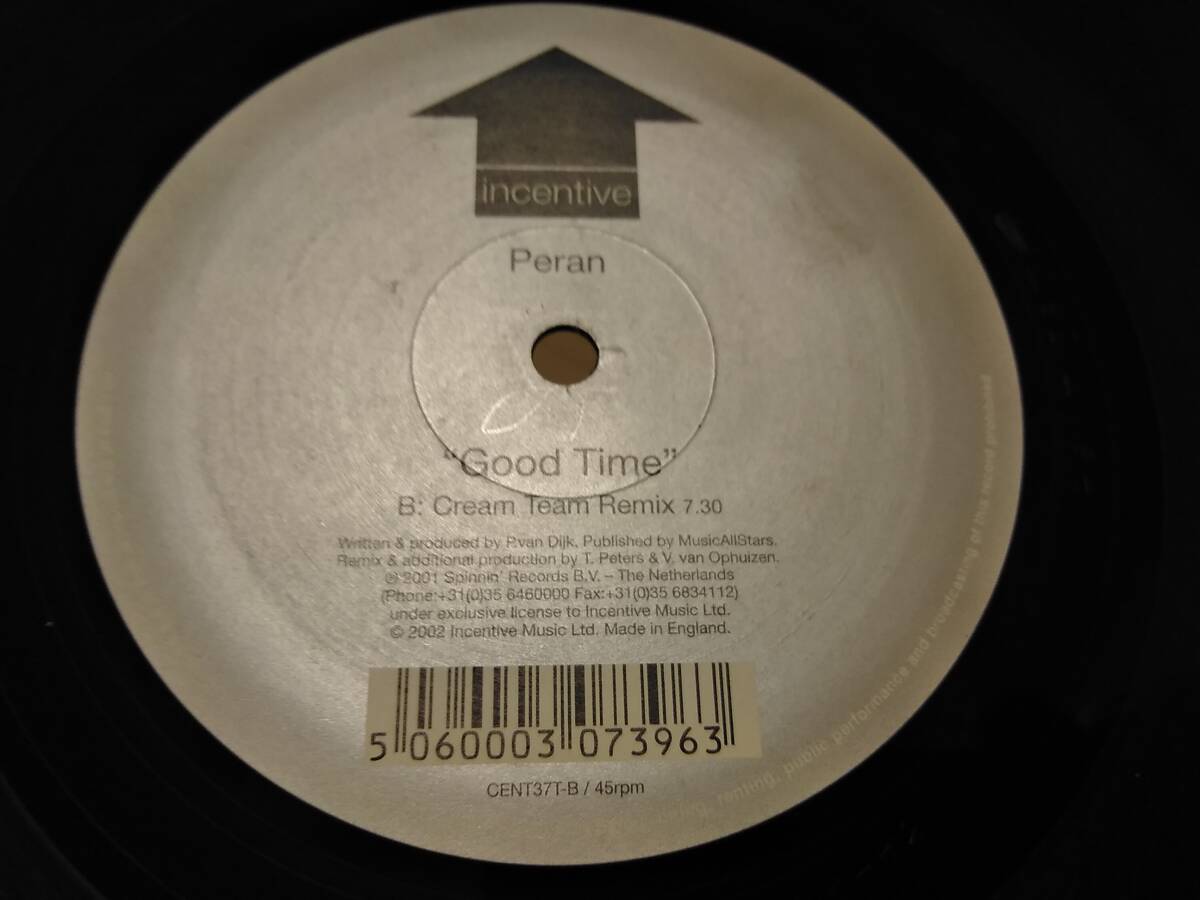 incentive
Peran
“Good Time”
B: Cream Team Remix 7.30
Written & produced by P.van Dijk. Published by MusicAllStars.
Remix & additional production by T. Peters & V. van Ophuizen.
℗ 2001 Spinnin' Records B.V. – The Netherlands
(Phone:+31(0)35 6460000 Fax:+31(0)35 6834112)
under exclusive license to Incentive Music Ltd.
© 2002 Incentive Music Ltd. Made in England.
5 060003 073963
CENT37T-B / 45rpm
renting, public performance and broadcasting of this record prohibited